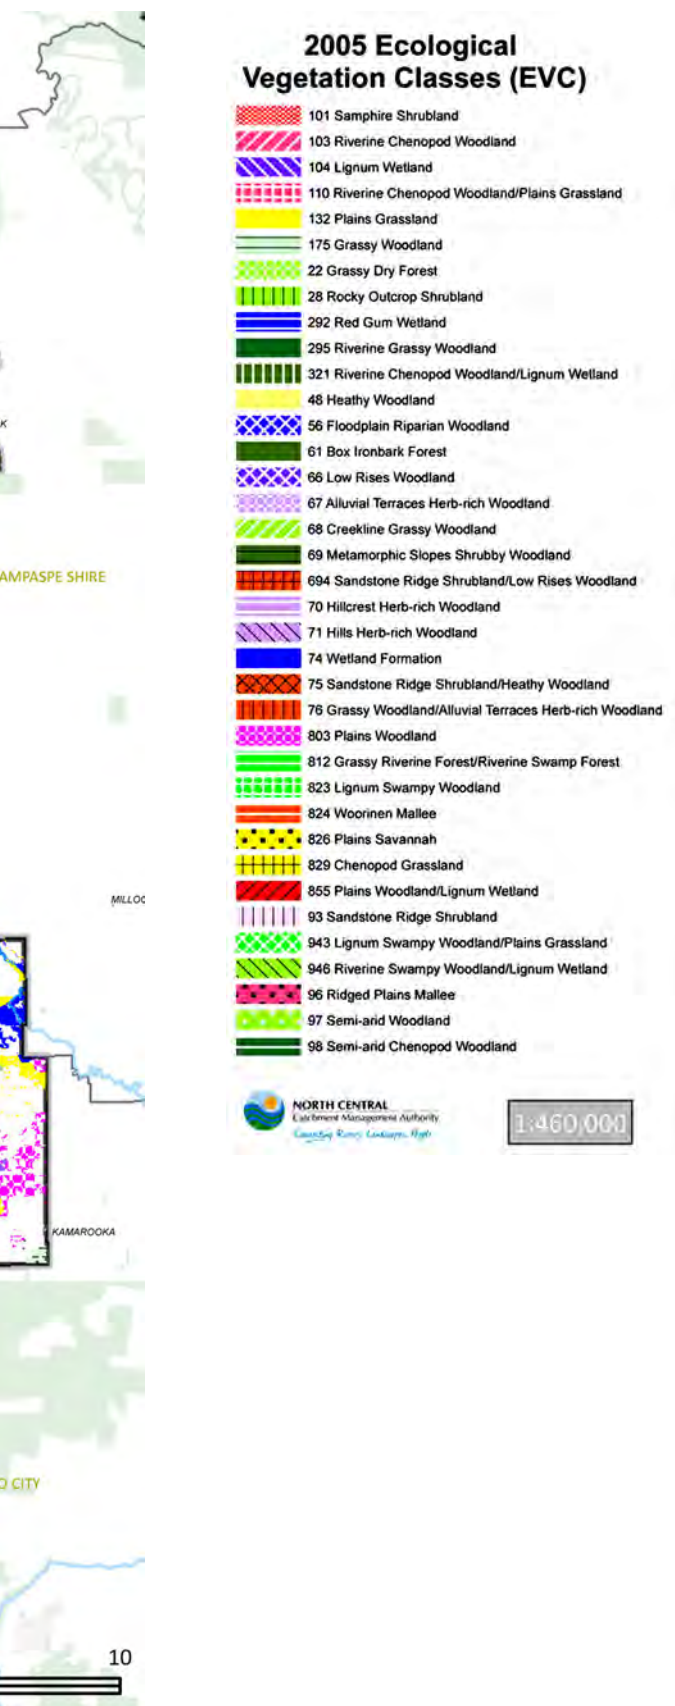 2005 Ecological
Vegetation Classes (EVC)
101 Samphire Shrubland
103 Riverine Chenopod Woodland
104 Lignum Wetland
110 Riverine Chenopod Woodland/Plains Grassland
132 Plains Grassland
175 Grassy Woodland
22 Grassy Dry Forest
28 Rocky Outcrop Shrubland
292 Red Gum Wetland
295 Riverine Grassy Woodland
321 Riverine Chenopod Woodland/Lignum Wetland
48 Heathy Woodland
56 Floodplain Riparian Woodland
61 Box Ironbark Forest
66 Low Rises Woodland
67 Alluvial Terraces Herb-rich Woodland
68 Creekline Grassy Woodland
69 Metamorphic Slopes Shrubby Woodland
694 Sandstone Ridge Shrubland/Low Rises Woodland
70 Hillcrest Herb-rich Woodland
71 Hills Herb-rich Woodland
74 Wetland Formation
75 Sandstone Ridge Shrubland/Heathy Woodland
76 Grassy Woodland/Alluvial Terraces Herb-rich Woodland
803 Plains Woodland
812 Grassy Riverine Forest/Riverine Swamp Forest
823 Lignum Swampy Woodland
824 Woorinen Mallee
826 Plains Savannah
829 Chenopod Grassland
855 Plains Woodland/Lignum Wetland
93 Sandstone Ridge Shrubland
943 Lignum Swampy Woodland/Plains Grassland
946 Riverine Swampy Woodland/Lignum Wetland
96 Ridged Plains Mallee
97 Semi-arid Woodland
98 Semi-arid Chenopod Woodland
NORTH CENTRAL
Catchment Management Authority
Connecting Rivers, Landscapes, People
1:460,000
K
AMPASPE SHIRE
MILLOO
KAMAROOKA
O CITY
10